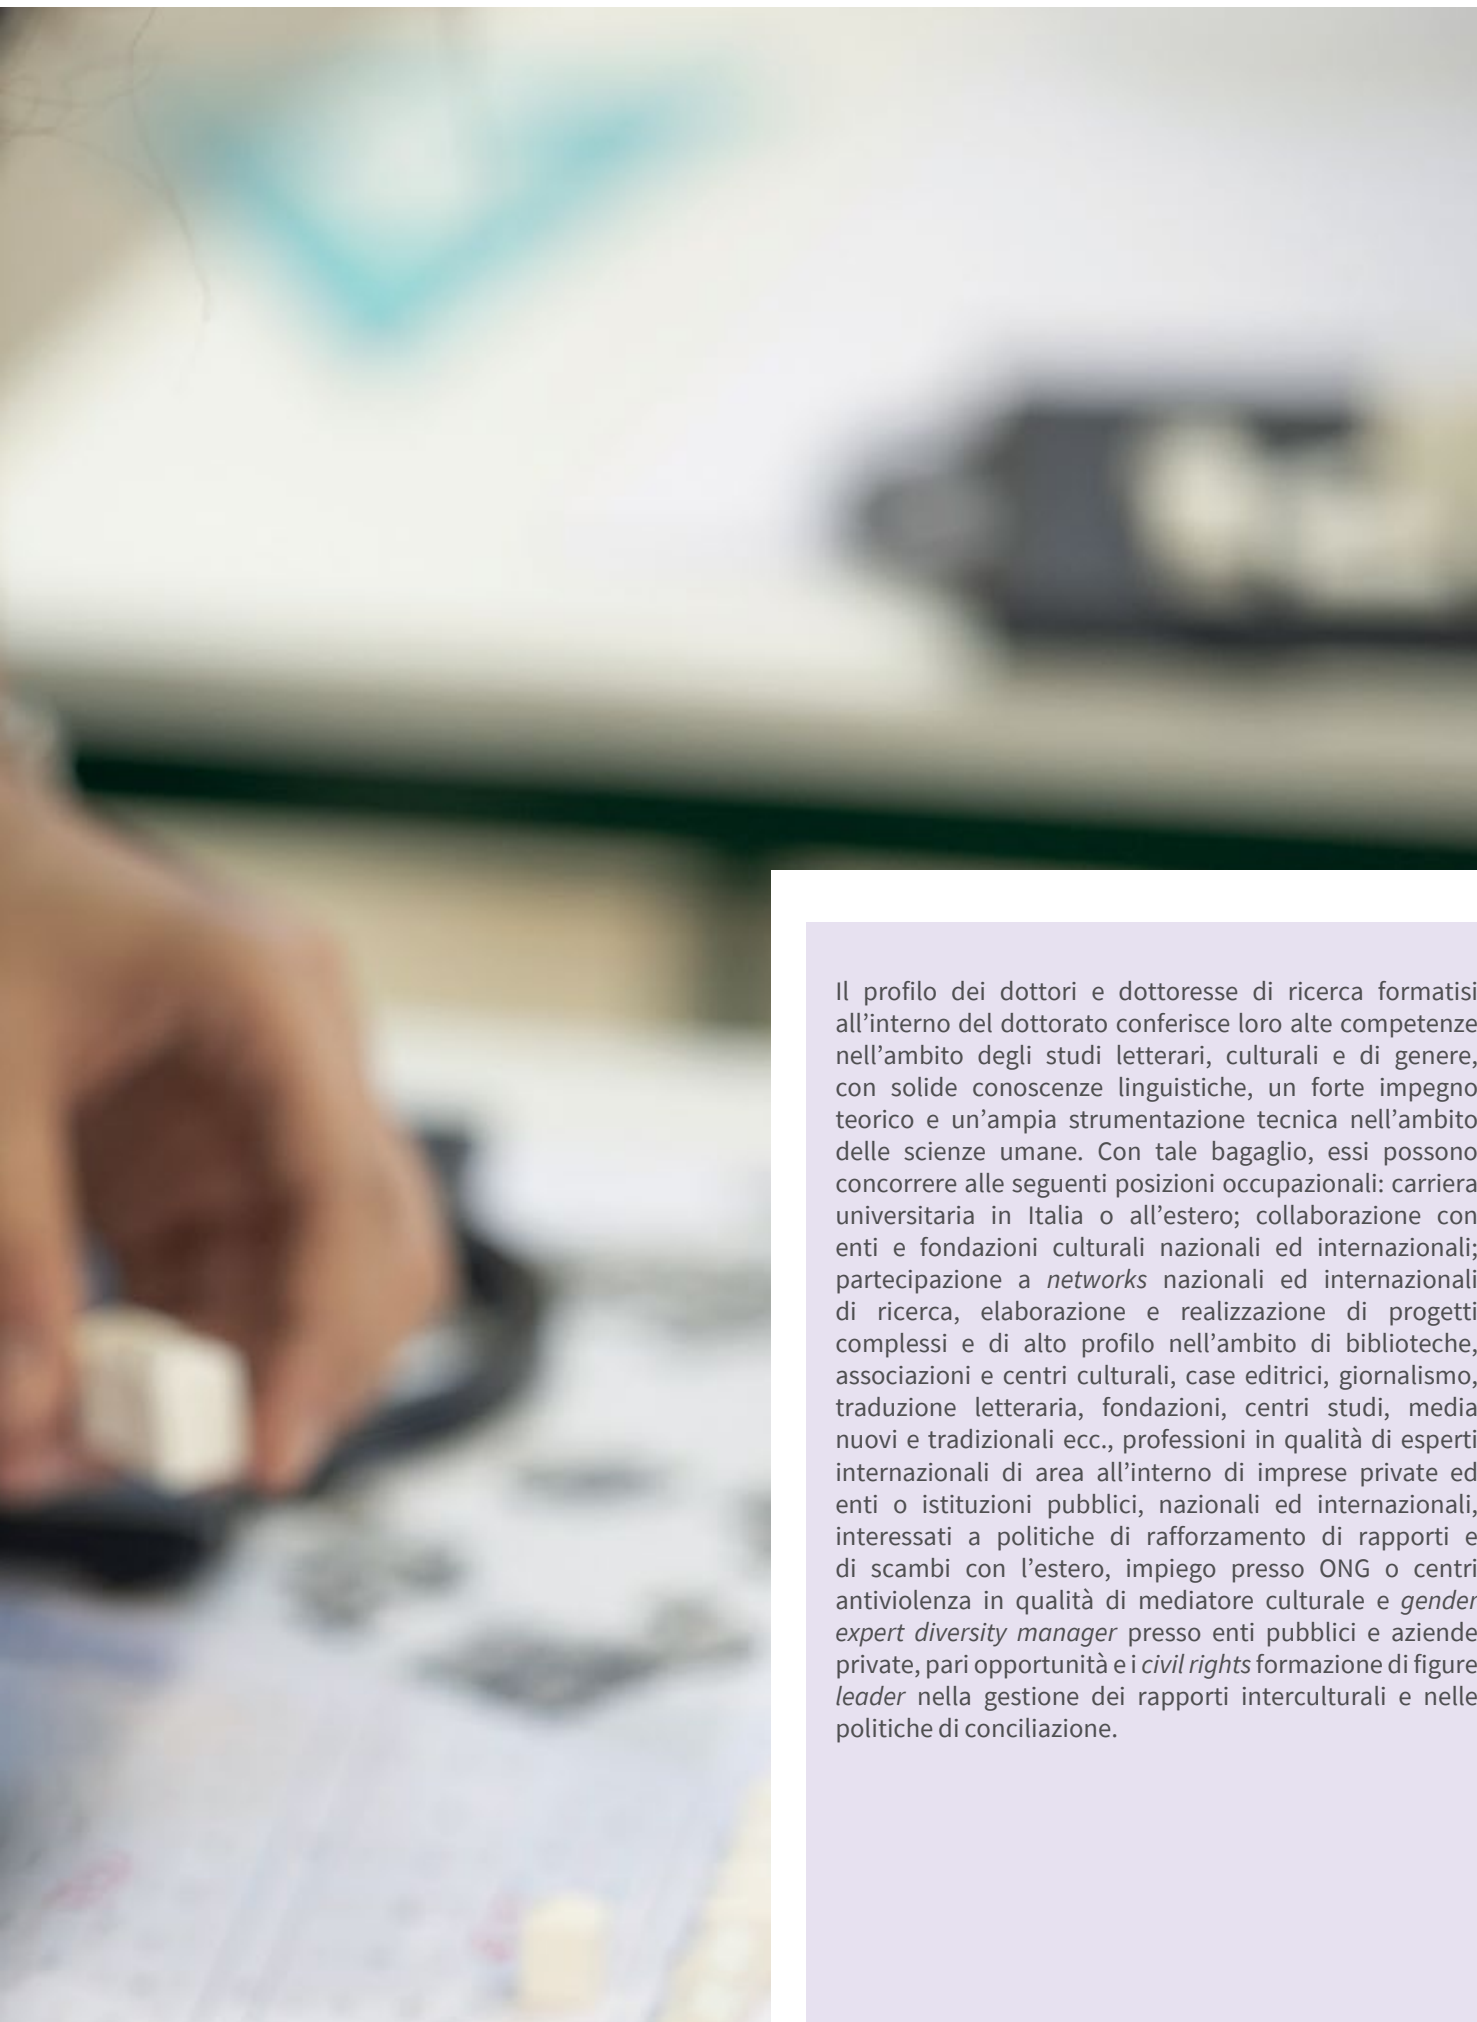 Il profilo dei dottori e dottoresse di ricerca formatisi
all’interno del dottorato conferisce loro alte competenze
nell’ambito degli studi letterari, culturali e di genere,
con solide conoscenze linguistiche, un forte impegno
teorico e un’ampia strumentazione tecnica nell’ambito
delle scienze umane. Con tale bagaglio, essi possono
concorrere alle seguenti posizioni occupazionali: carriera
universitaria in Italia o all’estero; collaborazione con
enti e fondazioni culturali nazionali ed internazionali;
partecipazione a networks nazionali ed internazionali
di ricerca, elaborazione e realizzazione di progetti
complessi e di alto profilo nell’ambito di biblioteche,
associazioni e centri culturali, case editrici, giornalismo,
traduzione letteraria, fondazioni, centri studi, media
nuovi e tradizionali ecc., professioni in qualità di esperti
internazionali di area all’interno di imprese private ed
enti o istituzioni pubblici, nazionali ed internazionali,
interessati a politiche di rafforzamento di rapporti e
di scambi con l’estero, impiego presso ONG o centri
antiviolenza in qualità di mediatore culturale e gender
expert diversity manager presso enti pubblici e aziende
private, pari opportunità e i civil rights formazione di figure
leader nella gestione dei rapporti interculturali e nelle
politiche di conciliazione.